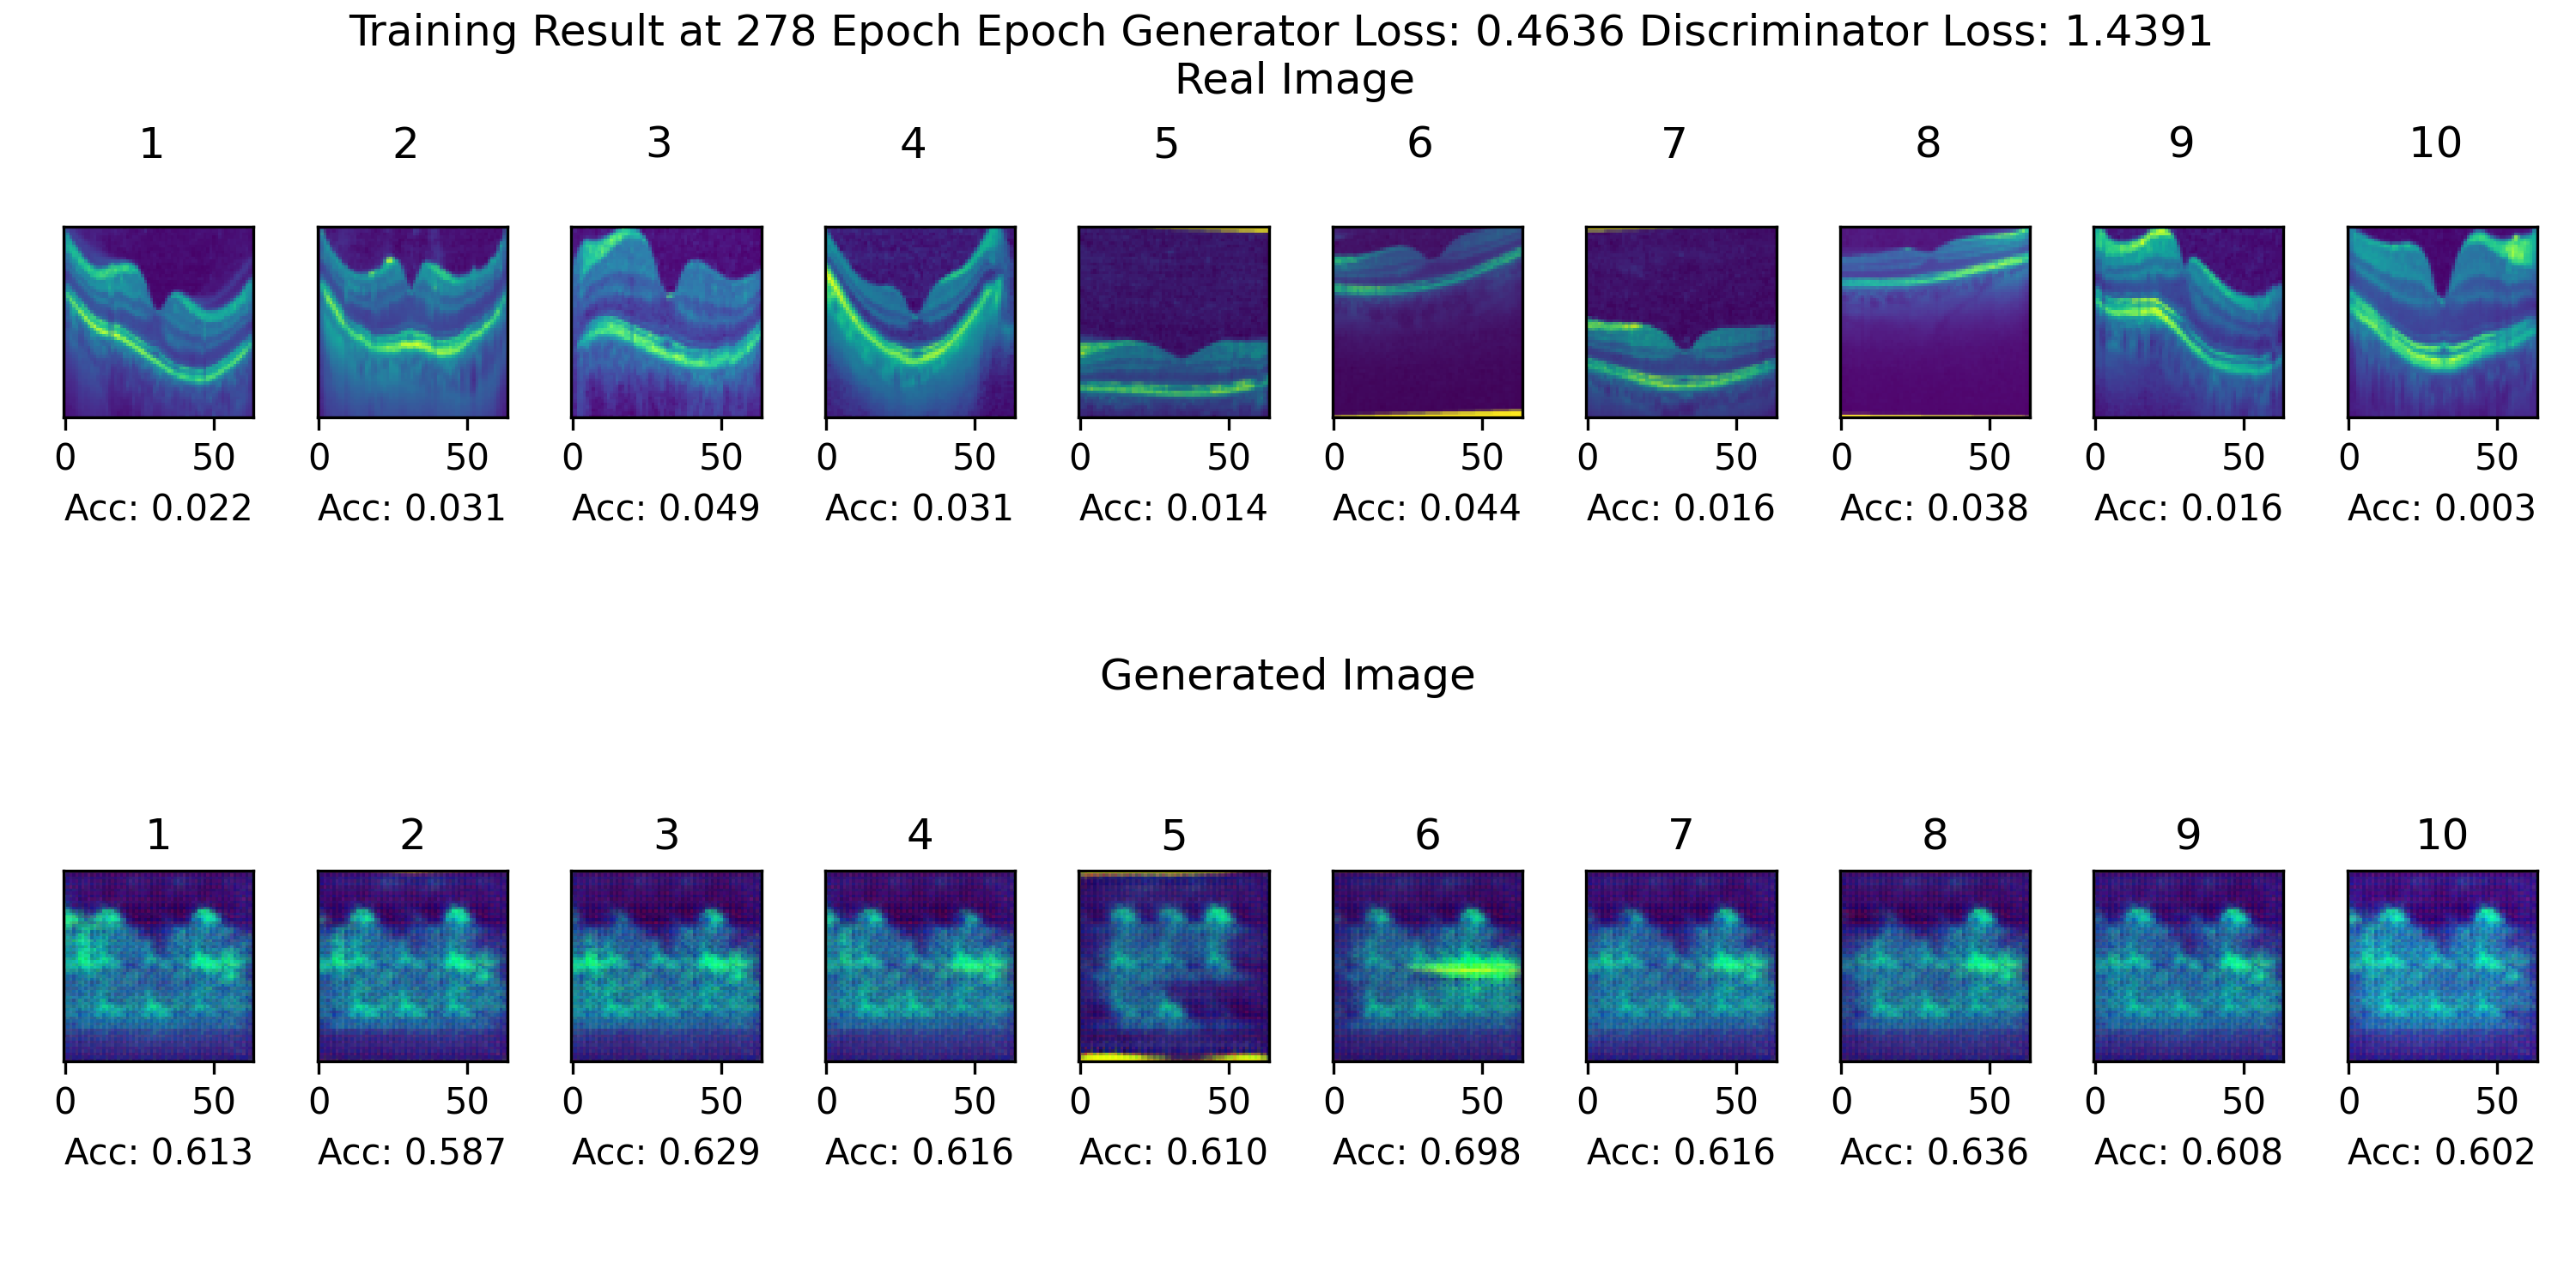 Training Result at 278 Epoch Epoch Generator Loss: 0.4636 Discriminator Loss: 1.4391
Real Image
1 2 3 4 5 6 7 8 9 10
0 50 0 50 0 50 0 50 0 50 0 50 0 50 0 50 0 50 0 50
Acc: 0.022 Acc: 0.031 Acc: 0.049 Acc: 0.031 Acc: 0.014 Acc: 0.044 Acc: 0.016 Acc: 0.038 Acc: 0.016 Acc: 0.003
Generated Image
1 2 3 4 5 6 7 8 9 10
0 50 0 50 0 50 0 50 0 50 0 50 0 50 0 50 0 50 0 50
Acc: 0.613 Acc: 0.587 Acc: 0.629 Acc: 0.616 Acc: 0.610 Acc: 0.698 Acc: 0.616 Acc: 0.636 Acc: 0.608 Acc: 0.602